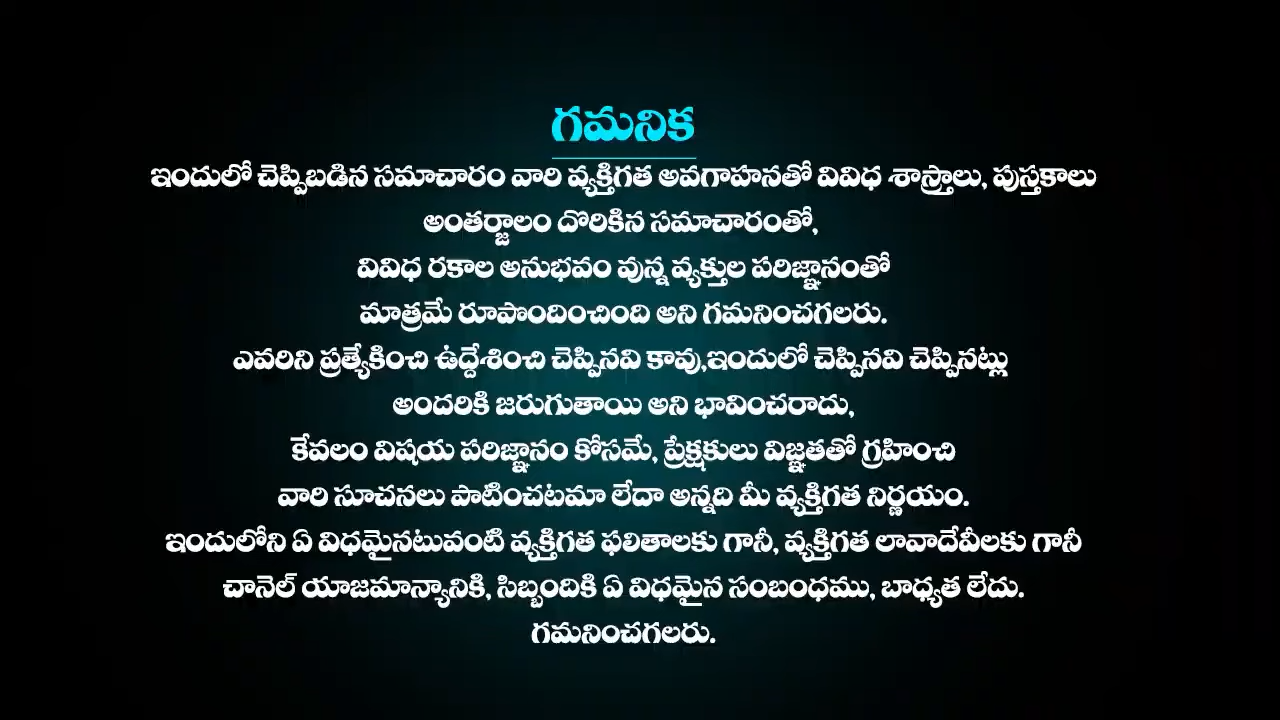 గమనిక
ఇందులో చెప్పిబడిన సమాచారం వారి వ్యక్తిగత అవగాహనతో వివిధ శాస్త్రాలు, పుస్తకాలు
అంతర్జాలం దొరికిన సమాచారంతో,
వివిధ రకాల అనుభవం వున్న వ్యక్తుల పరిజ్ఞానంతో
మాత్రమే రూపొందించింది అని గమనించగలరు.
ఎవరిని ప్రత్యేకించి ఉద్దేశించి చెప్పినవి కావు,ఇందులో చెప్పినవి చెప్పినట్లు
అందరికి జరుగుతాయి అని భావించరాదు,
కేవలం విషయ పరిజ్ఞానం కోసమే, ప్రేక్షకులు విజ్ఞతతో గ్రహించి
వారి సూచనలు పాటించటమా లేదా అన్నది మీ వ్యక్తిగత నిర్ణయం.
ఇందులోని ఏ విధమైనటువంటి వ్యక్తిగత ఫలితాలకు గానీ, వ్యక్తిగత లావాదేవీలకు గానీ
చానెల్ యాజమాన్యానికి, సిబ్బందికి ఏ విధమైన సంబంధము, బాధ్యత లేదు.
గమనించగలరు.